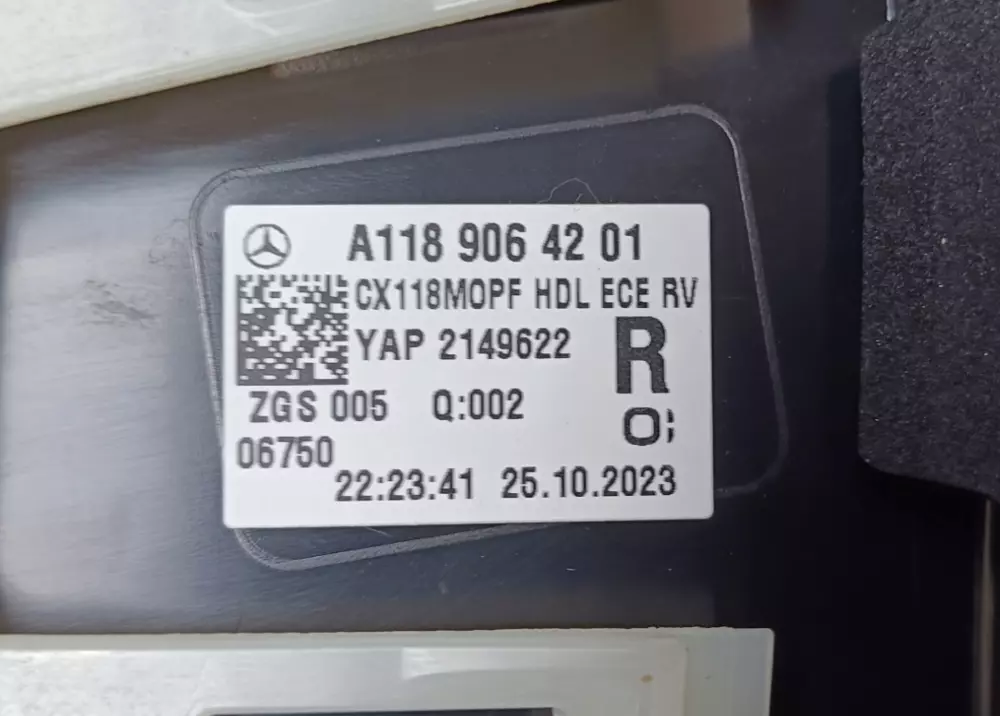 A118 906 42 01
CX118MOPF HDL ECE RV
YAP 2149622
R
ZGS 005 Q:002
O;
06750
22:23:41 25.10.2023